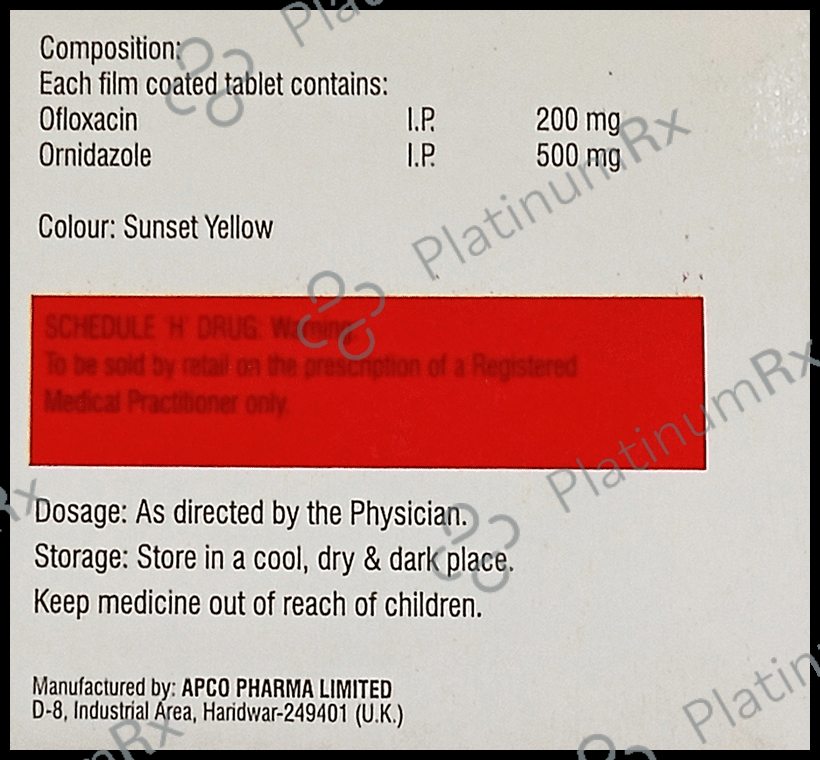 Composition:
Each film coated tablet contains:
Ofloxacin I.P. 200 mg
Ornidazole I.P. 500 mg
Colour: Sunset Yellow
SCHEDULE 'H' DRUG. Warning:
To be sold by retail on the prescription of a Registered
Medical Practitioner only.
Dosage: As directed by the Physician.
Storage: Store in a cool, dry & dark place.
Keep medicine out of reach of children.
Manufactured by: APCO PHARMA LIMITED
D-8, Industrial Area, Haridwar-249401 (U.K.)
PlatinumRx
PlatinumRx